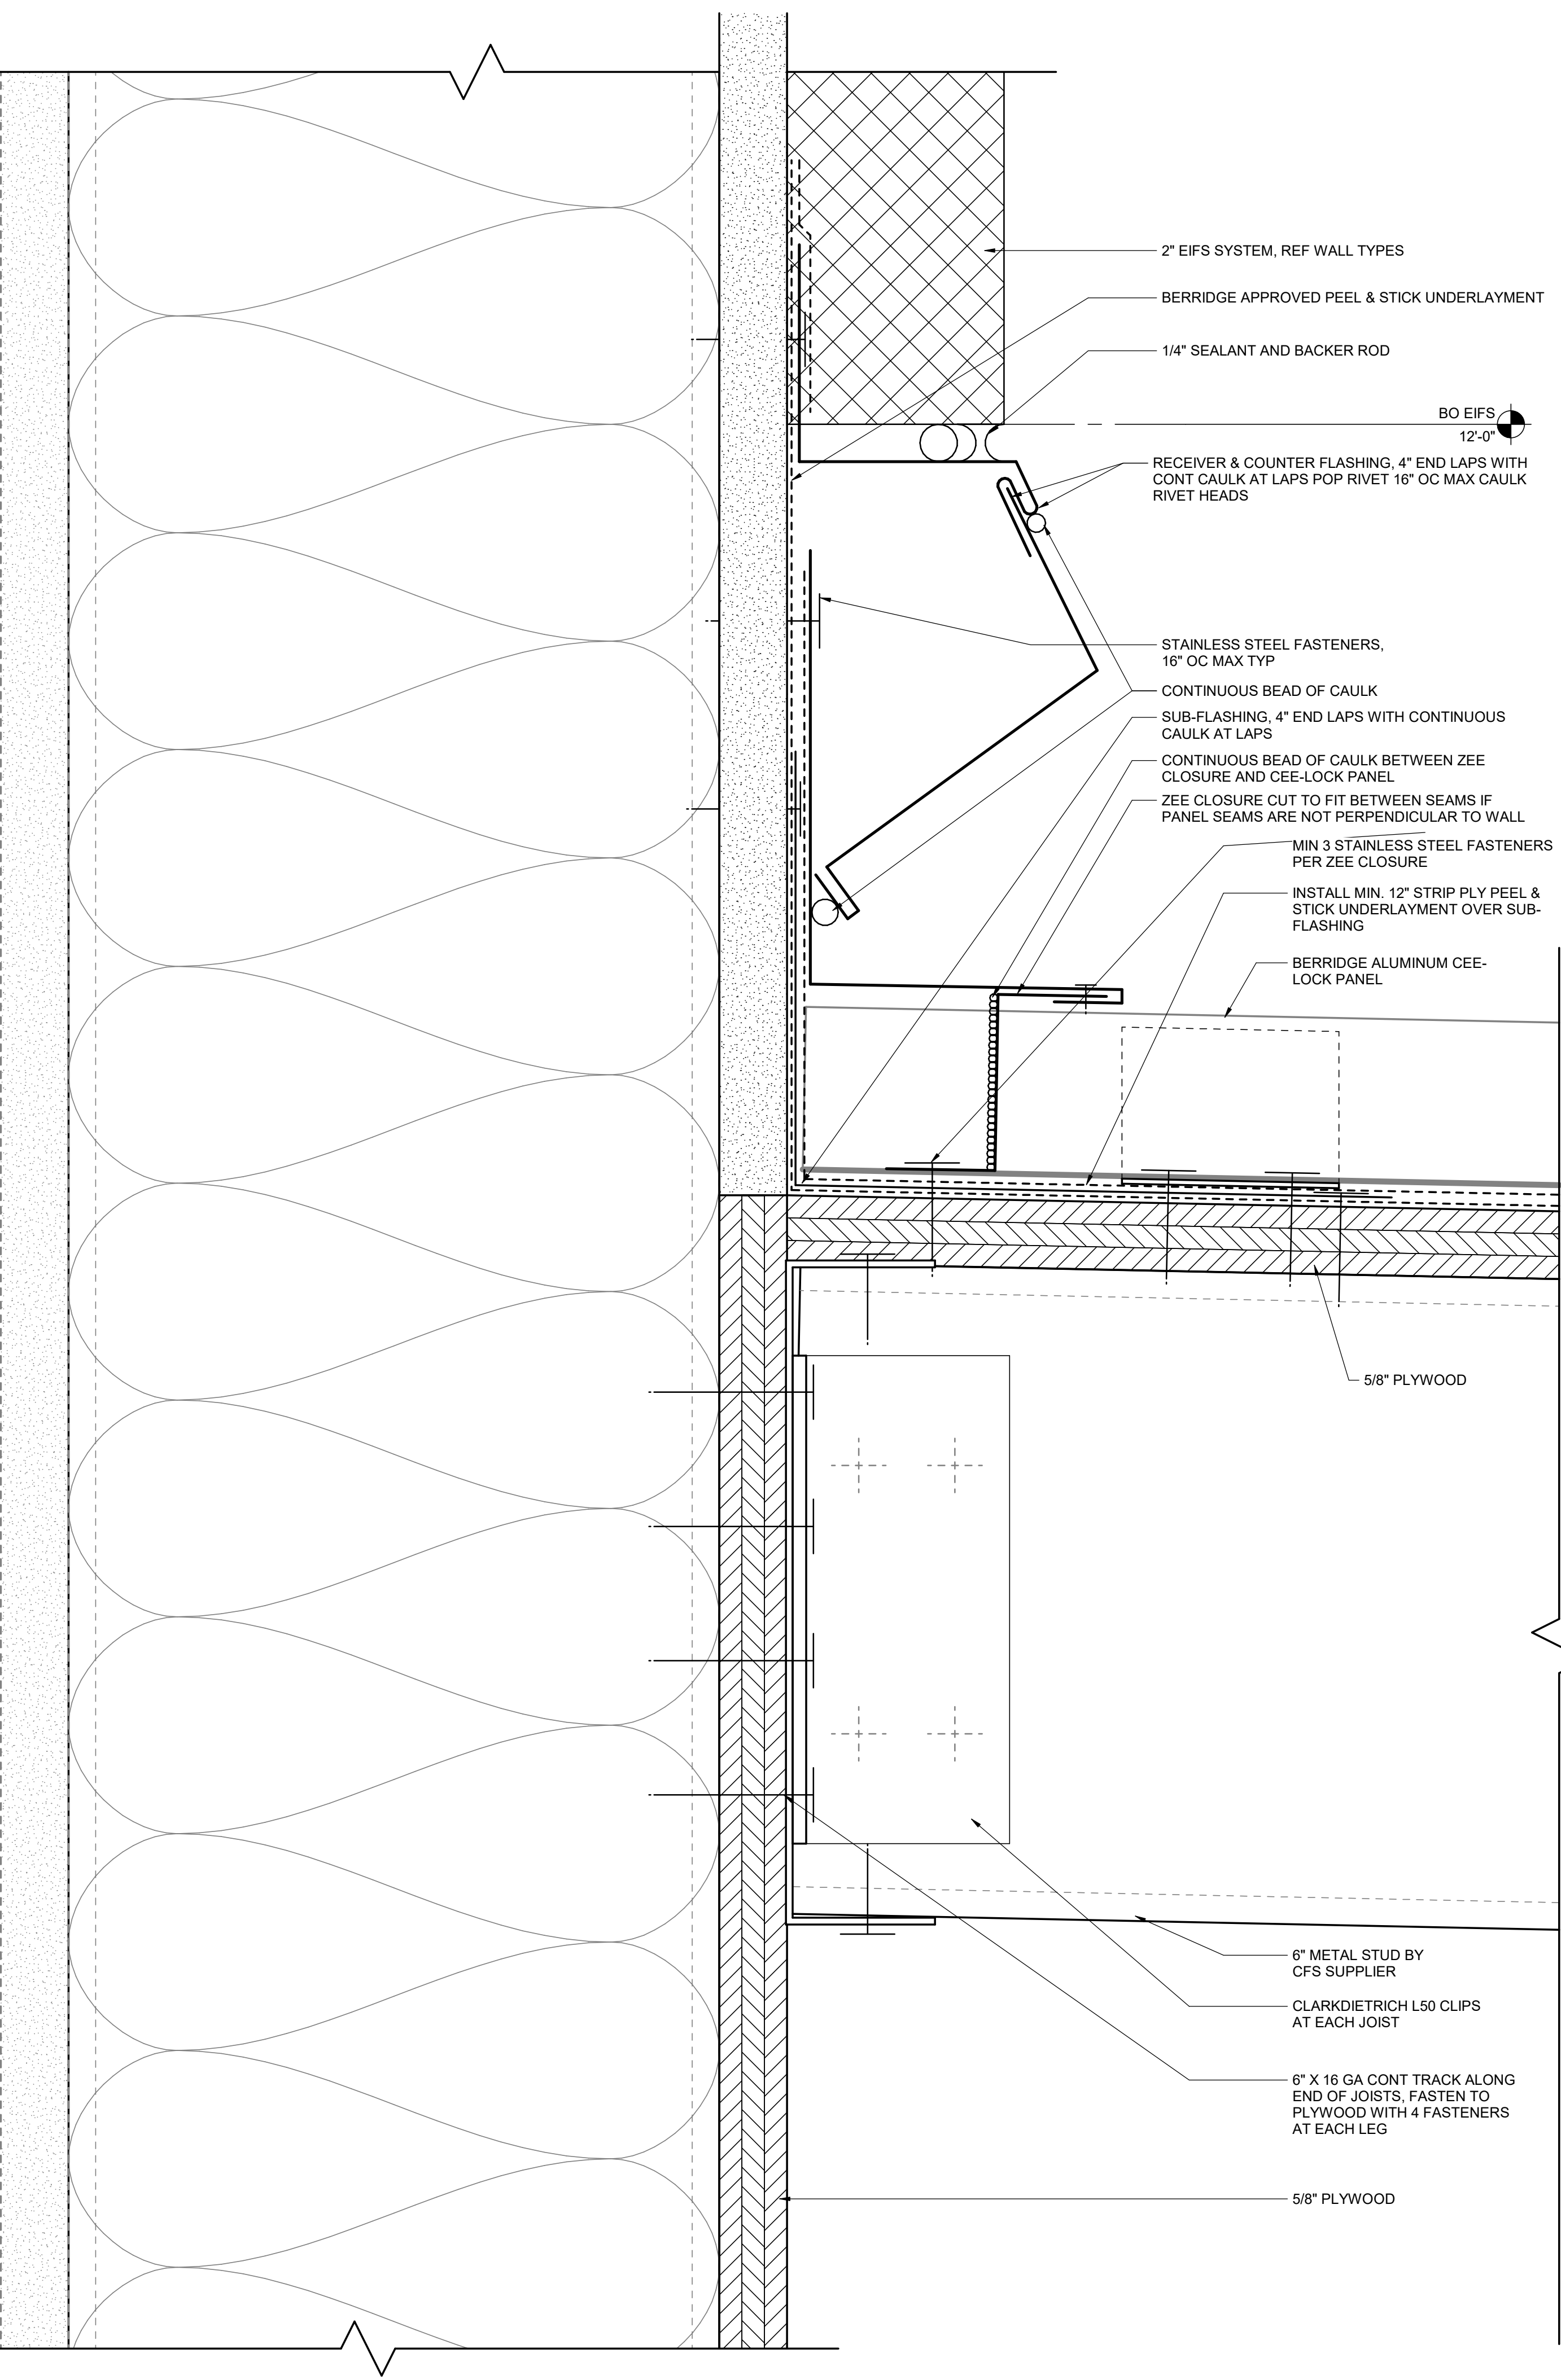 2" EIFS SYSTEM, REF WALL TYPES
BERRIDGE APPROVED PEEL & STICK UNDERLAYMENT
1/4" SEALANT AND BACKER ROD
BO EIFS
12'-0"
RECEIVER & COUNTER FLASHING, 4" END LAPS WITH
CONT CAULK AT LAPS POP RIVET 16" OC MAX CAULK
RIVET HEADS
STAINLESS STEEL FASTENERS,
16" OC MAX TYP
CONTINUOUS BEAD OF CAULK
SUB-FLASHING, 4" END LAPS WITH CONTINUOUS
CAULK AT LAPS
CONTINUOUS BEAD OF CAULK BETWEEN ZEE
CLOSURE AND CEE-LOCK PANEL
ZEE CLOSURE CUT TO FIT BETWEEN SEAMS IF
PANEL SEAMS ARE NOT PERPENDICULAR TO WALL
MIN 3 STAINLESS STEEL FASTENERS
PER ZEE CLOSURE
INSTALL MIN. 12" STRIP PLY PEEL &
STICK UNDERLAYMENT OVER SUB-
FLASHING
BERRIDGE ALUMINUM CEE-
LOCK PANEL
5/8" PLYWOOD
6" METAL STUD BY
CFS SUPPLIER
CLARKDIETRICH L50 CLIPS
AT EACH JOIST
6" X 16 GA CONT TRACK ALONG
END OF JOISTS, FASTEN TO
PLYWOOD WITH 4 FASTENERS
AT EACH LEG
5/8" PLYWOOD